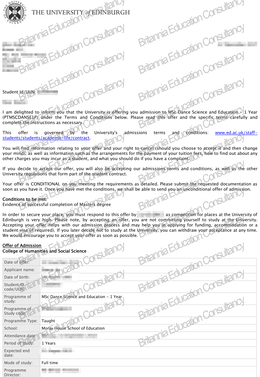 THE UNIVERSITY of EDINBURGH
Student
I am delighted to inform you that the University is offering you admission to MSc Dance Science and Education - 1 Year
(PTMSCDANSE1F) under the Terms and Conditions below. Please read this offer and the specific terms carefully and
complete the instructions as necessary.
This offer is governed by the University's admissions terms and conditions: www.ed.ac.uk/staff-
students/students/academic-life/contract.
You will find information relating to your offer and your right to cancel (should you choose to accept it and then change
your mind), as well as information such as the arrangements for the payment of your tuition fees, how to find out about any
other charges you may incur as a student, and what you should do if you have a complaint.
If you decide to accept our offer, you will also be accepting our admissions terms and conditions, as well as the other
University regulations that form part of the student contract.
Your offer is CONDITIONAL on you meeting the requirements as detailed. Please submit the requested documentation as
soon as you have it. Once you have met the conditions, we shall be able to send you an unconditional offer of admission.
Conditions to be met
Evidence of successful completion of Masters degree
In order to secure your place, you must respond to this offer by as competition for places at the University of
Edinburgh is very high. Please note, by accepting an offer, you are not committing yourself to study at the University.
Accepting your offer helps with our admission process and may help you in applying for funding, accommodation or a
student visa (if required). If you later decide not to study at the University, you can withdraw your acceptance at any time.
We would encourage you to accept your offer as soon as possible.
Offer of Admission
College of Humanities and Social Science
Date of offer:
Applicant name:
Date of birth:
Student
Programme of study: MSc Dance Science and Education - 1 Year
Programme of study code:
Programme Type: Taught
School: Moray House School of Education
Attendance date:
Period of study: 1 Years
Expected end date:
Mode of study: Full time
Programme Director:
Britannia Education Consultancy